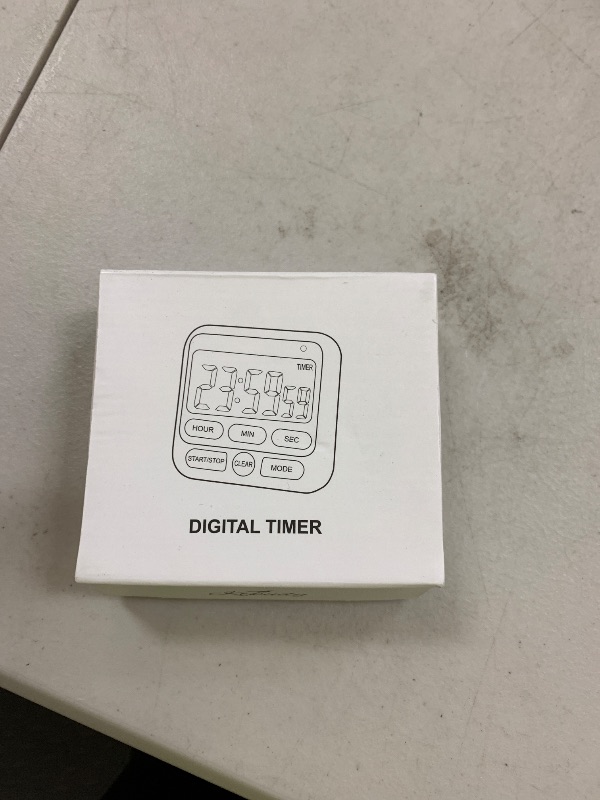 TIMER
23:59 59
HOUR MIN SEC
START/STOP CLEAR MODE
DIGITAL TIMER